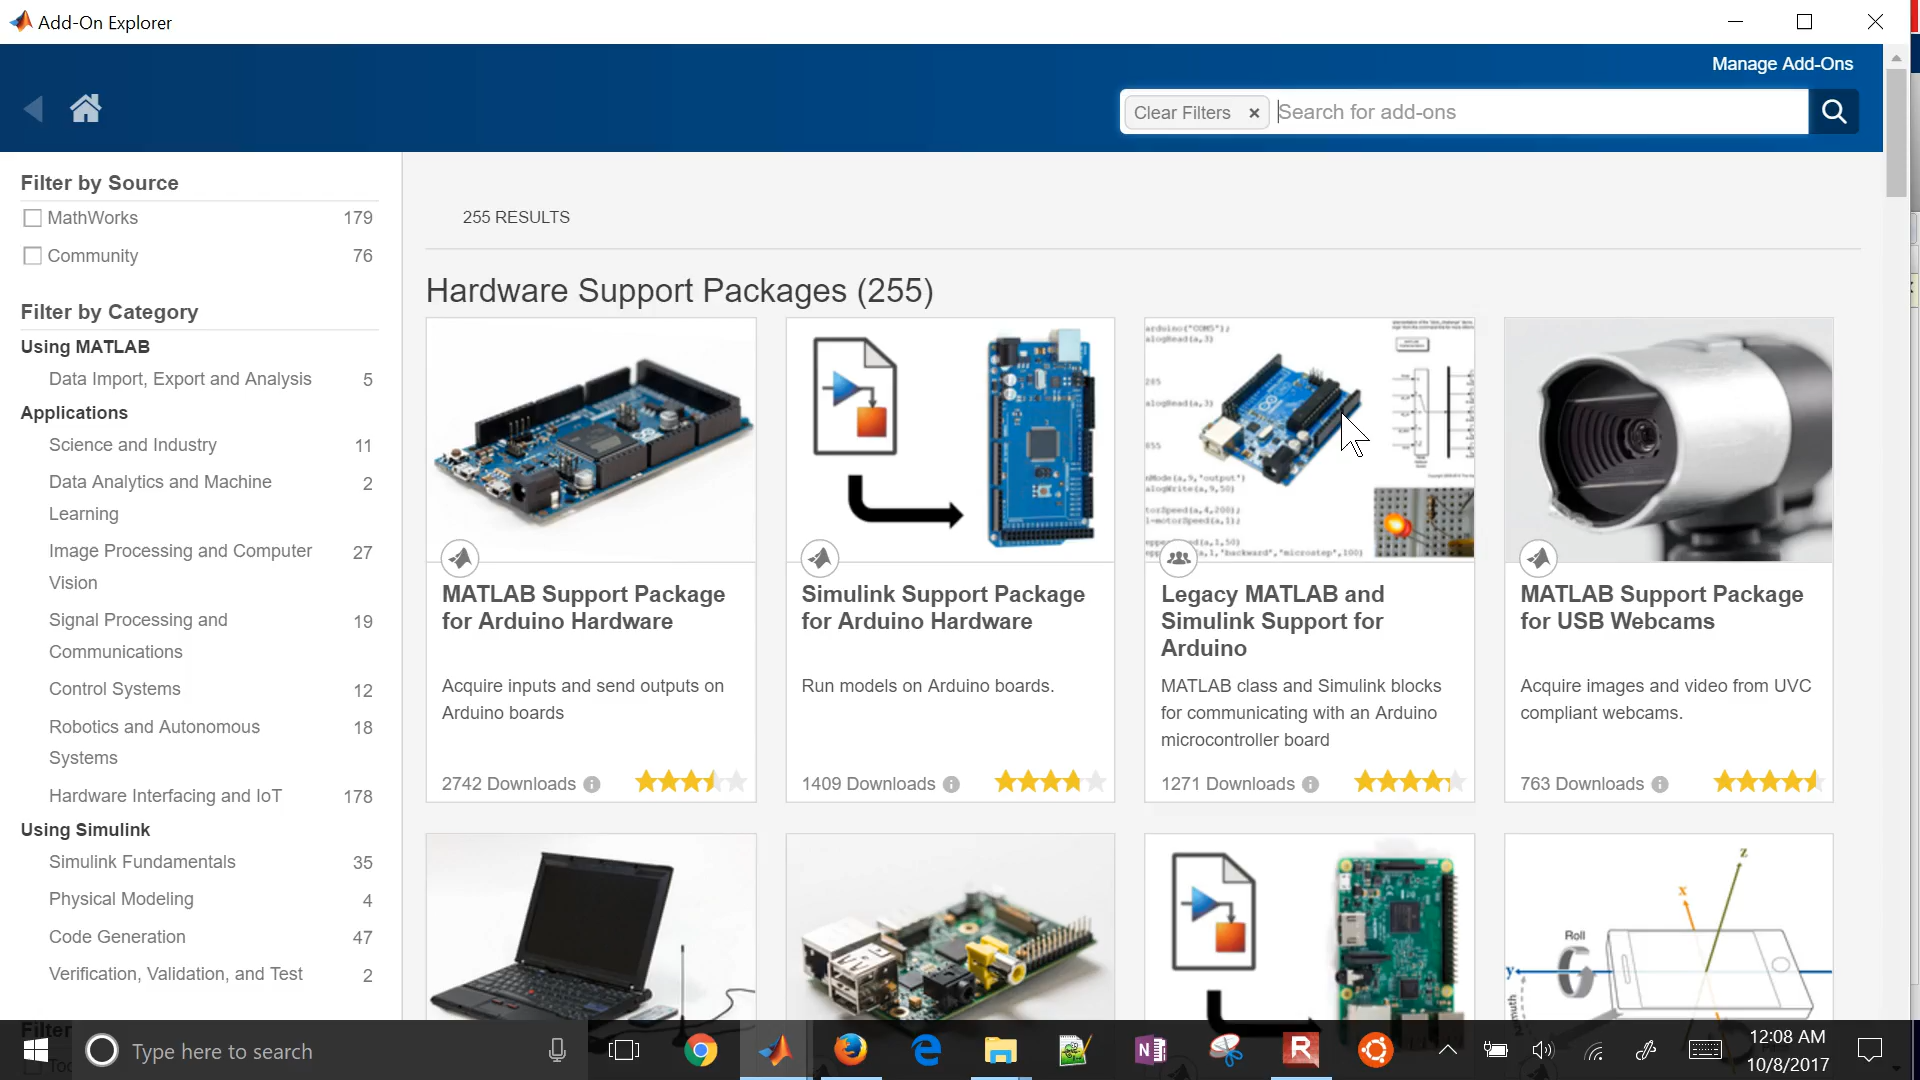 Add-On Explorer
Manage Add-Ons
Clear Filters × Search for add-ons
Filter by Source
MathWorks 179
Community 76
Filter by Category
Using MATLAB
Data Import, Export and Analysis 5
Applications
Science and Industry 11
Data Analytics and Machine 2
Learning
Image Processing and Computer 27
Vision
Signal Processing and 19
Communications
Control Systems 12
Robotics and Autonomous 18
Systems
Hardware Interfacing and IoT 178
Using Simulink
Simulink Fundamentals 35
Physical Modeling 4
Code Generation 47
Verification, Validation, and Test 2
Filter
255 RESULTS
Hardware Support Packages (255)
MATLAB Support Package
for Arduino Hardware
Acquire inputs and send outputs on
Arduino boards
2742 Downloads
Simulink Support Package
for Arduino Hardware
Run models on Arduino boards.
1409 Downloads
arduino("COM5");
alogRead(a,3)
alogRead(a,3)
Legacy MATLAB and
Simulink Support for
Arduino
MATLAB class and Simulink blocks
for communicating with an Arduino
microcontroller board
1271 Downloads
MATLAB Support Package
for USB Webcams
Acquire images and video from UVC
compliant webcams.
763 Downloads
z
x
Roll
y
Type here to search
12:08 AM
10/8/2017